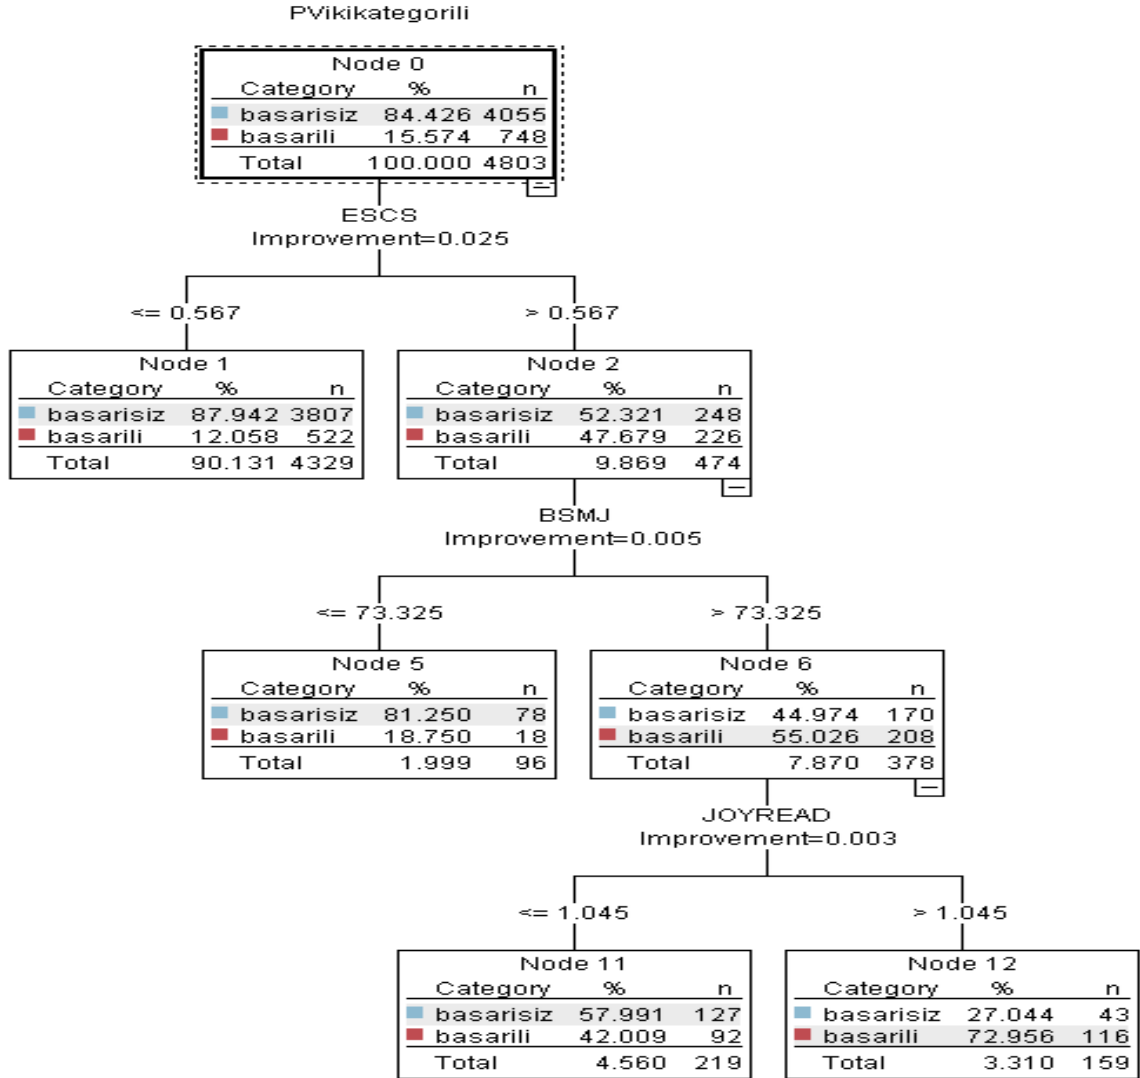 PVikikategorili
Node 0
Category % n
basarisiz 84.426 4055
basarili 15.574 748
Total 100.000 4803
ESCS
Improvement=0.025
<= 0.567
> 0.567
Node 1
Category % n
basarisiz 87.942 3807
basarili 12.058 522
Total 90.131 4329
Node 2
Category % n
basarisiz 52.321 248
basarili 47.679 226
Total 9.869 474
BSMJ
Improvement=0.005
<= 73.325
> 73.325
Node 5
Category % n
basarisiz 81.250 78
basarili 18.750 18
Total 1.999 96
Node 6
Category % n
basarisiz 44.974 170
basarili 55.026 208
Total 7.870 378
JOYREAD
Improvement=0.003
<= 1.045
> 1.045
Node 11
Category % n
basarisiz 57.991 127
basarili 42.009 92
Total 4.560 219
Node 12
Category % n
basarisiz 27.044 43
basarili 72.956 116
Total 3.310 159